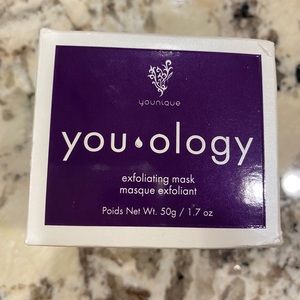 younique
you•ology
exfoliating mask
masque exfoliant
Poids Net Wt. 50g / 1.7 oz